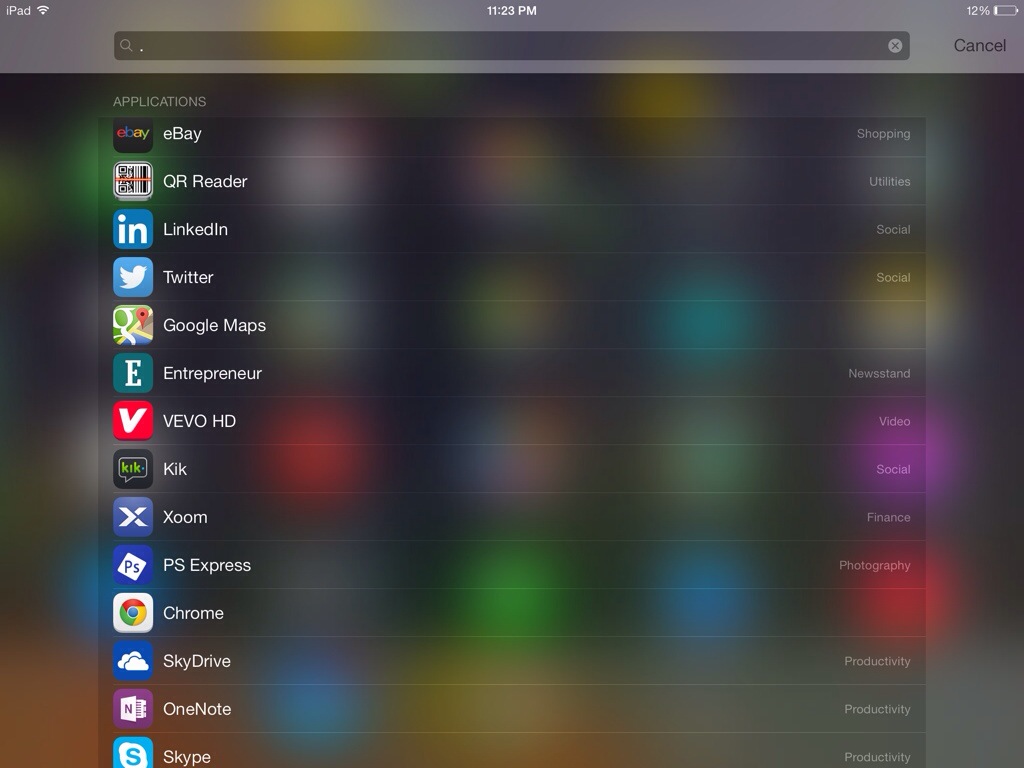 iPad 11:23 PM 12%
. Cancel
APPLICATIONS
ebay eBay Shopping
QR Reader Utilities
in LinkedIn Social
Twitter Social
Google Maps
E Entrepreneur Newsstand
V VEVO HD Video
kik Kik Social
X Xoom Finance
Ps PS Express Photography
Chrome
SkyDrive Productivity
N OneNote Productivity
S Skype Productivity